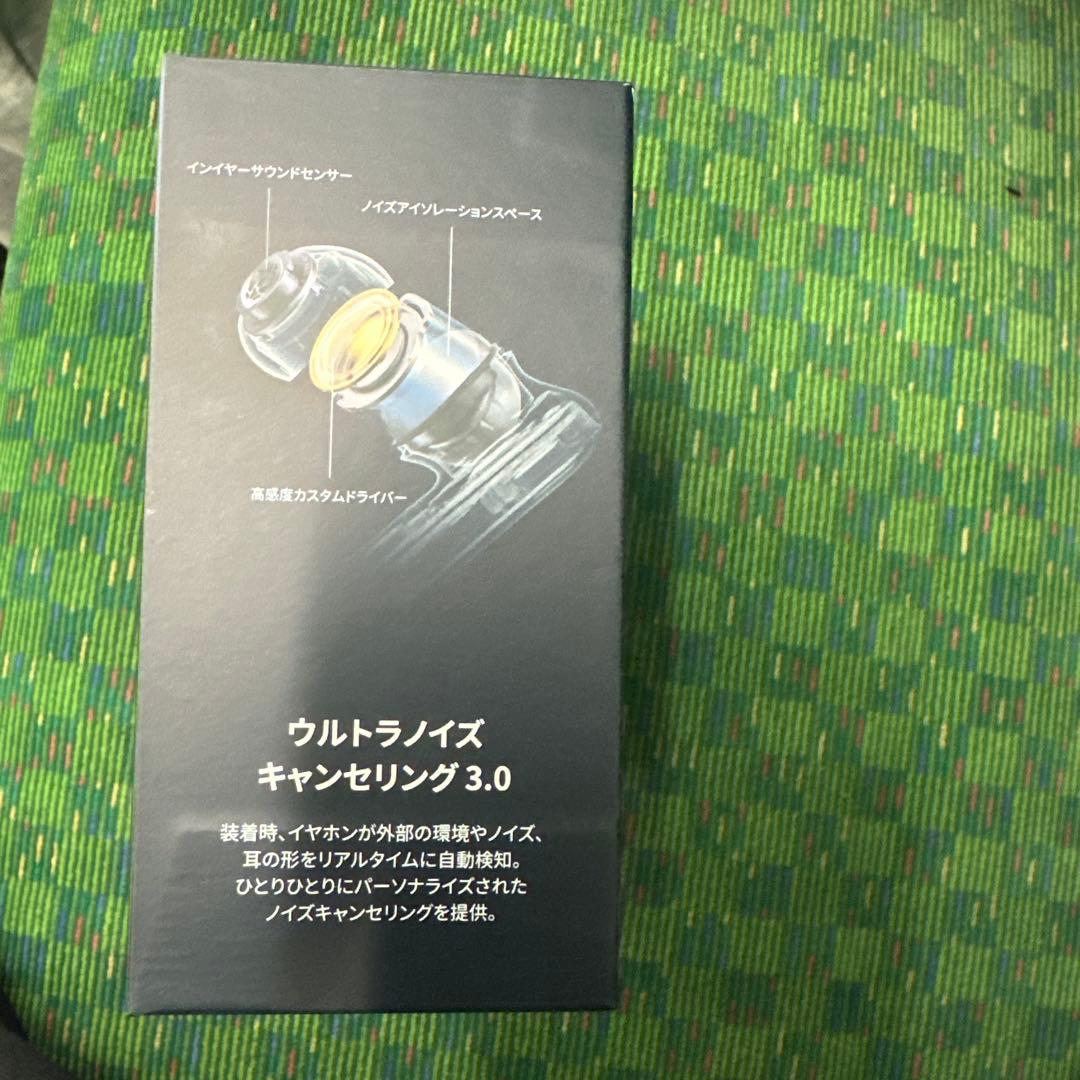 インイヤーサウンドセンサー
ノイズアイソレーションスペース
高感度カスタムドライバー
ウルトラノイズ
キャンセリング 3.0
装着時、イヤホンが外部の環境やノイズ、
耳の形をリアルタイムに自動検知。
ひとりひとりにパーソナライズされた
ノイズキャンセリングを提供。